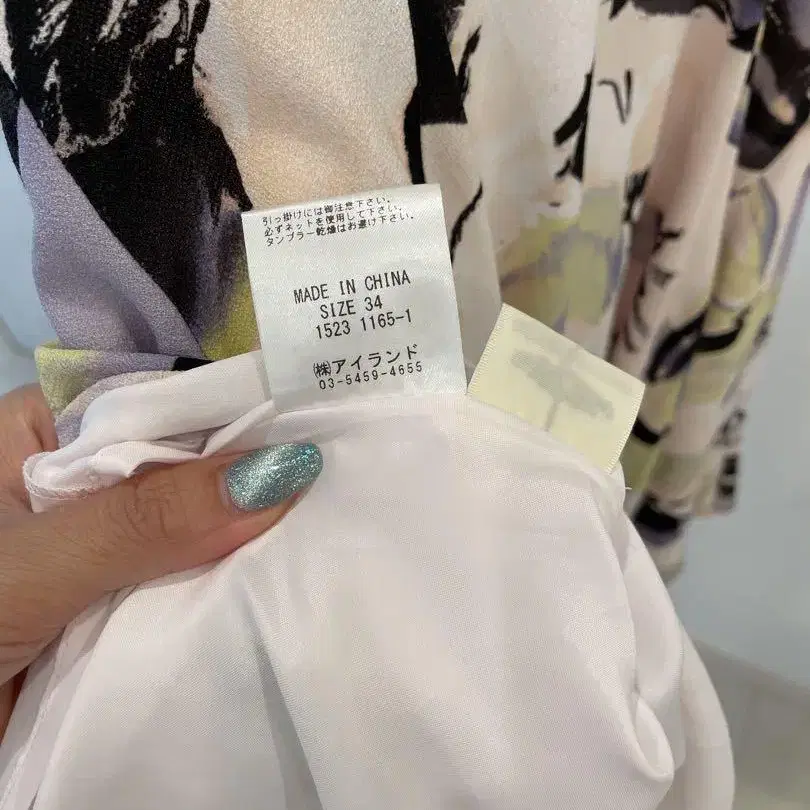 引っ掛けには御注意下さい。
必ずネットを使用して下さい。
タンブラー乾燥はお避け下さい。
MADE IN CHINA
SIZE 34
1523 1165-1
㈱アイランド
03-5459-4655